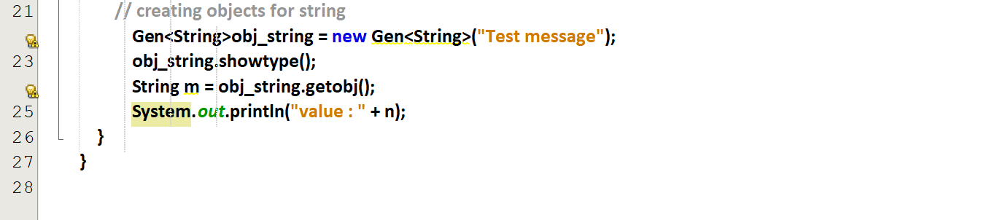 21 // creating objects for string
Gen<String>obj_string = new Gen<String>("Test message");
23 obj_string.showtype();
String m = obj_string.getobj();
25 System.out.println("value : " + n);
26 }
27 }
28